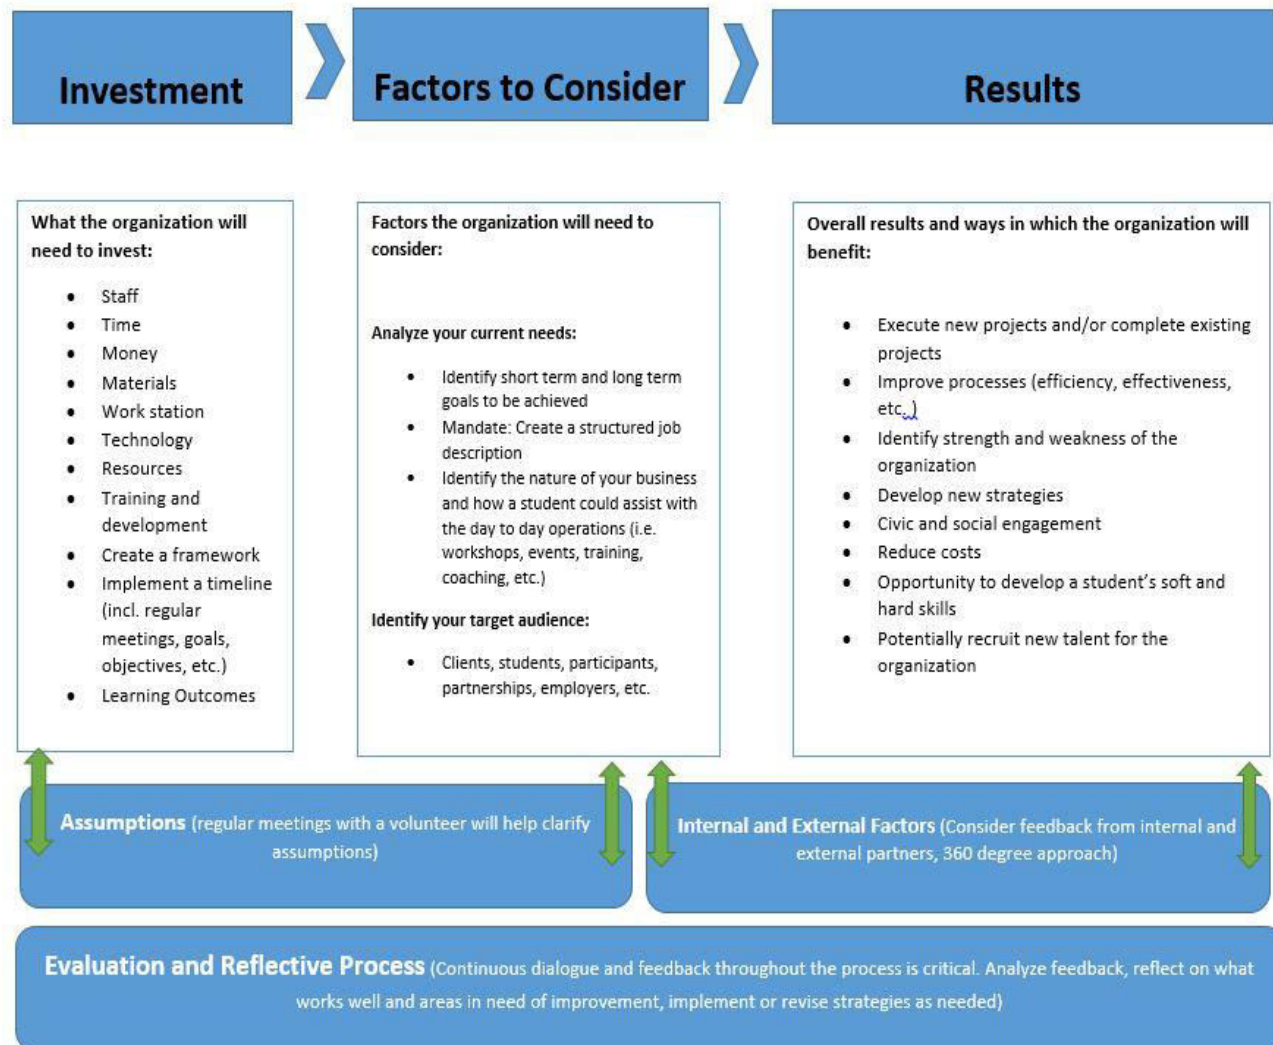 Investment
Factors to Consider
Results
What the organization will
need to invest:
• Staff
• Time
• Money
• Materials
• Work station
• Technology
• Resources
• Training and
development
• Create a framework
• Implement a timeline
(incl. regular
meetings, goals,
objectives, etc.)
• Learning Outcomes
Factors the organization will need to
consider:
Analyze your current needs:
• Identify short term and long term
goals to be achieved
• Mandate: Create a structured job
description
• Identify the nature of your business
and how a student could assist with
the day to day operations (i.e.
workshops, events, training,
coaching, etc.)
Identify your target audience:
• Clients, students, participants,
partnerships, employers, etc.
Overall results and ways in which the organization will
benefit:
• Execute new projects and/or complete existing
projects
• Improve processes (efficiency, effectiveness,
etc. )
• Identify strength and weakness of the
organization
• Develop new strategies
• Civic and social engagement
• Reduce costs
• Opportunity to develop a student's soft and
hard skills
• Potentially recruit new talent for the
organization
Assumptions (regular meetings with a volunteer will help clarify
assumptions)
Internal and External Factors (Consider feedback from internal and
external partners, 360 degree approach)
Evaluation and Reflective Process (Continuous dialogue and feedback throughout the process is critical. Analyze feedback, reflect on what
works well and areas in need of improvement, implement or revise strategies as needed)